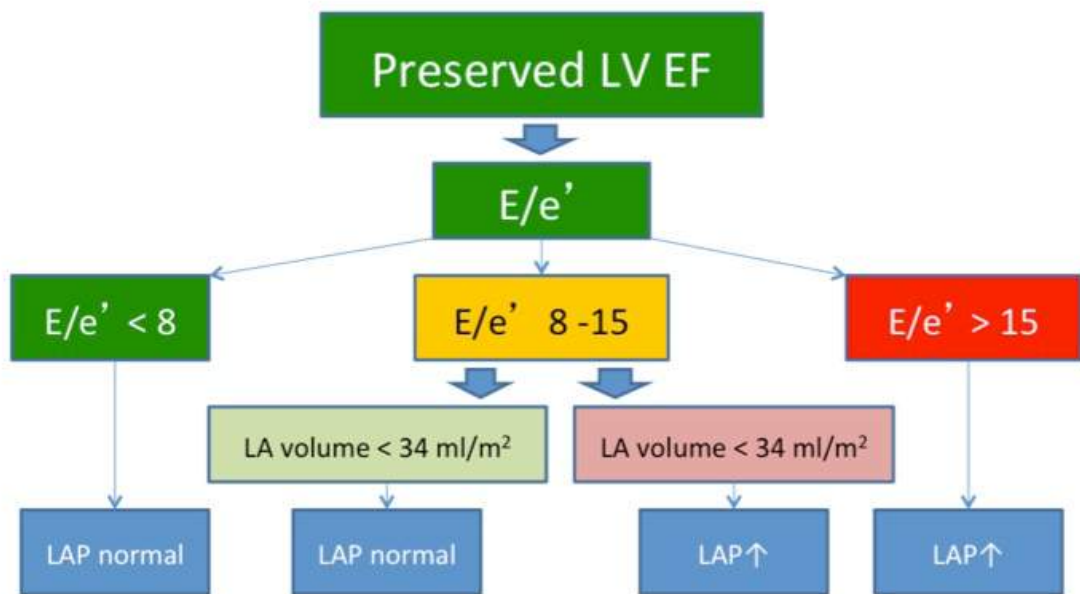 Preserved LV EF
E/e’
E/e’ < 8
E/e’ 8 -15
E/e’ > 15
LA volume < 34 ml/m²
LA volume < 34 ml/m²
LAP normal
LAP normal
LAP↑
LAP↑